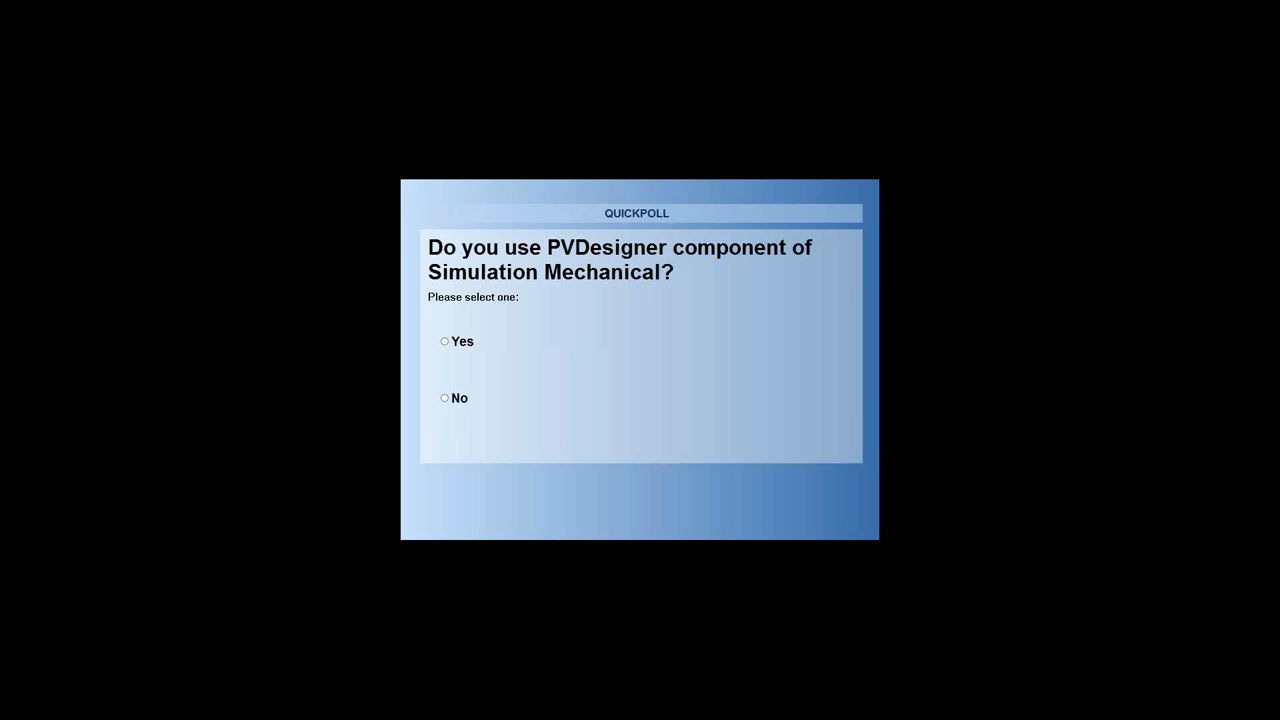 QUICKPOLL
Do you use PVDesigner component of
Simulation Mechanical?
Please select one:
Yes
No